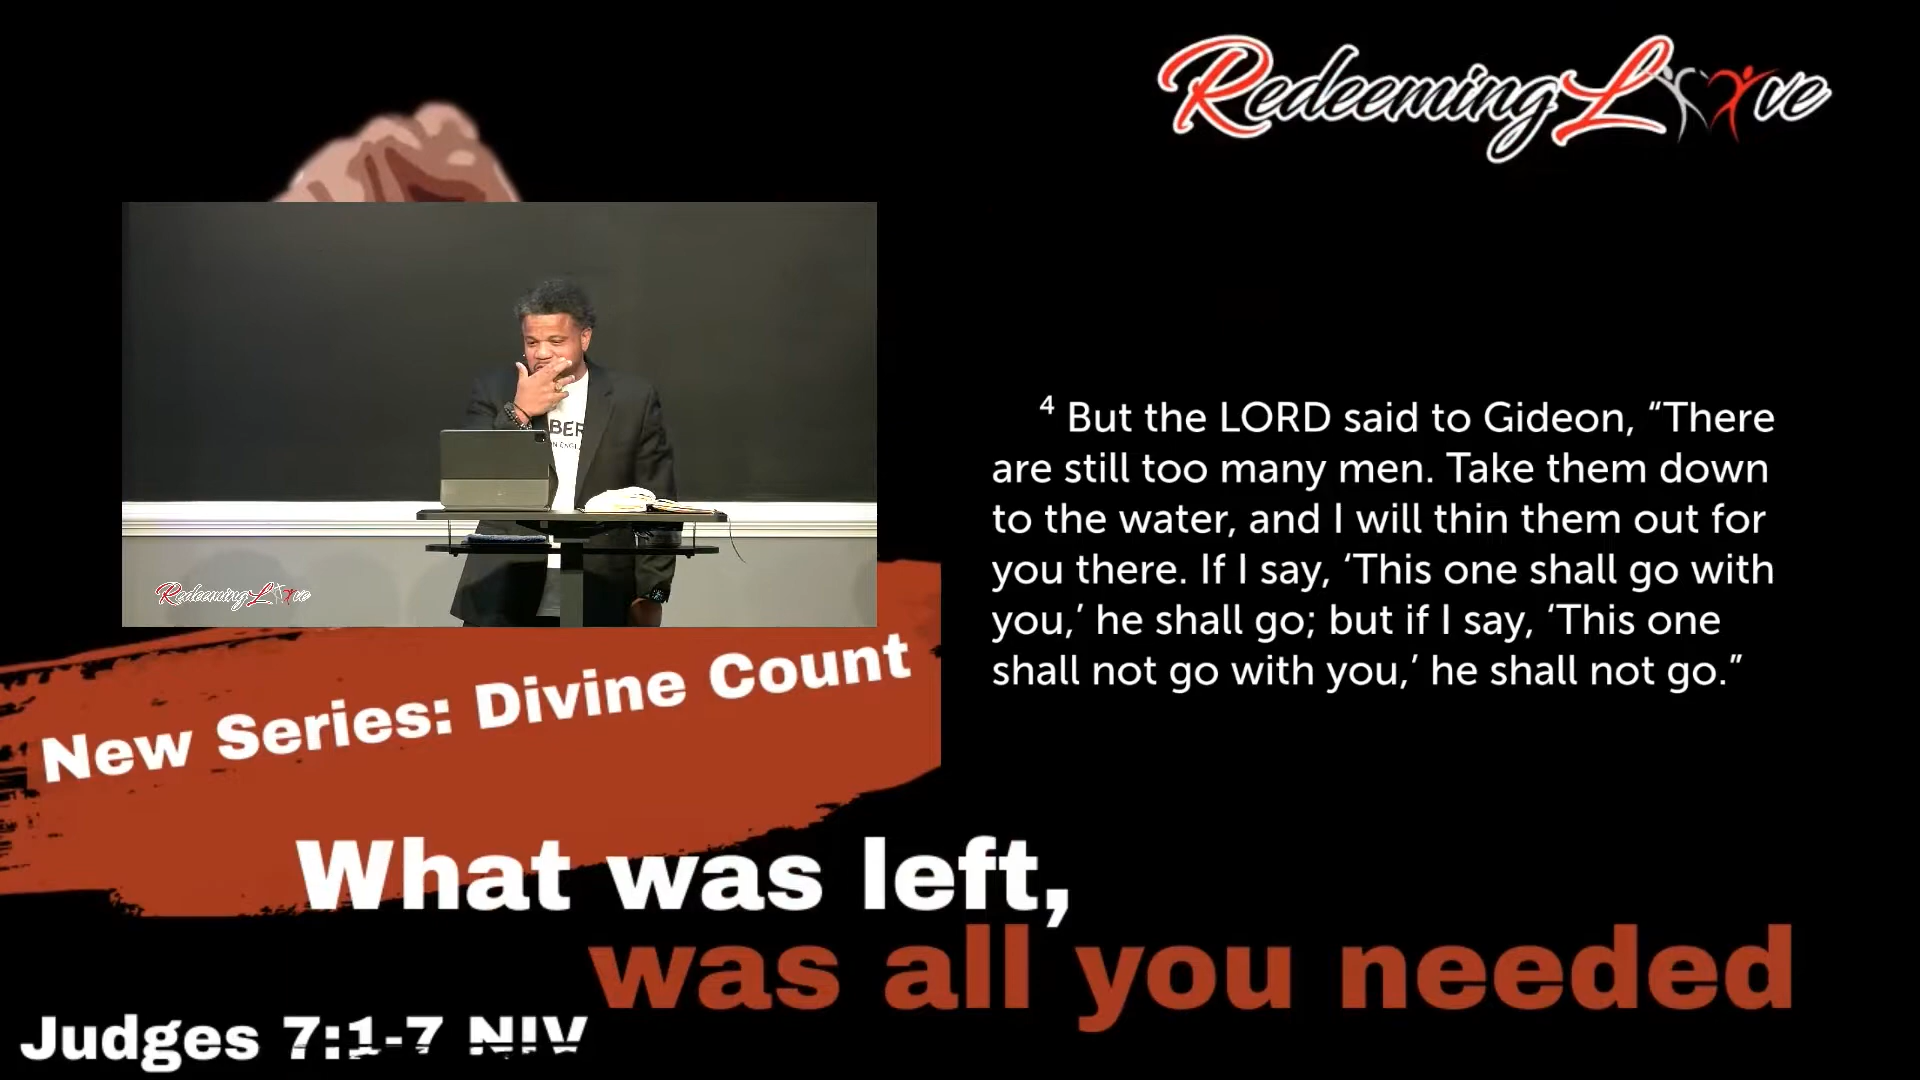 RedeemingLove
⁴ But the LORD said to Gideon, “There
are still too many men. Take them down
to the water, and I will thin them out for
you there. If I say, ‘This one shall go with
you,’ he shall go; but if I say, ‘This one
shall not go with you,’ he shall not go.”
BER
N ENGL
RedeemingLove
New Series: Divine Count
What was left,
was all you needed
Judges 7:1-7 NIV